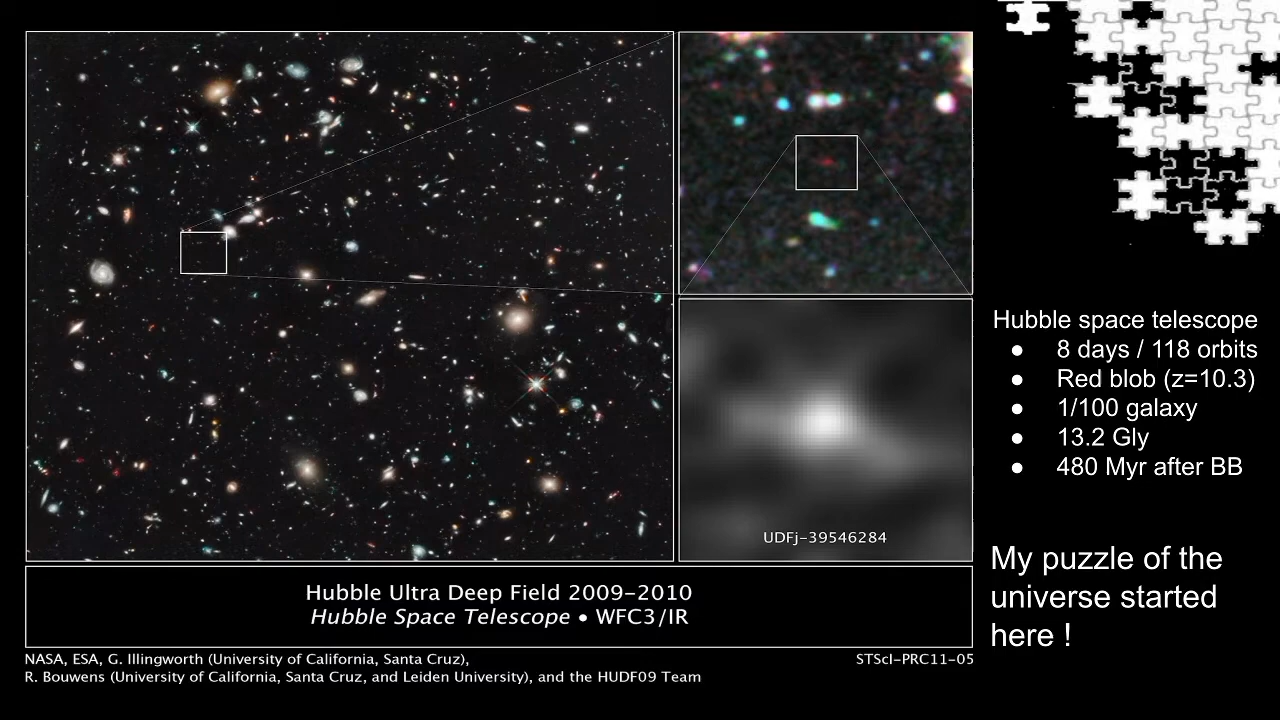 UDFj-39546284
Hubble Ultra Deep Field 2009-2010
Hubble Space Telescope • WFC3/IR
NASA, ESA, G. Illingworth (University of California, Santa Cruz),
R. Bouwens (University of California, Santa Cruz, and Leiden University), and the HUDF09 Team
STScI-PRC11-05
Hubble space telescope
● 8 days / 118 orbits
● Red blob (z=10.3)
● 1/100 galaxy
● 13.2 Gly
● 480 Myr after BB
My puzzle of the
universe started
here !